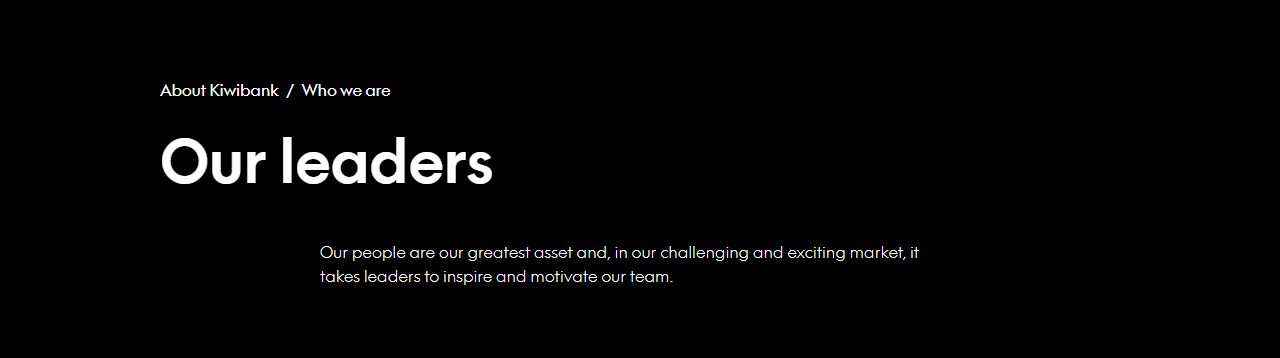 About Kiwibank / Who we are
Our leaders
Our people are our greatest asset and, in our challenging and exciting market, it
takes leaders to inspire and motivate our team.